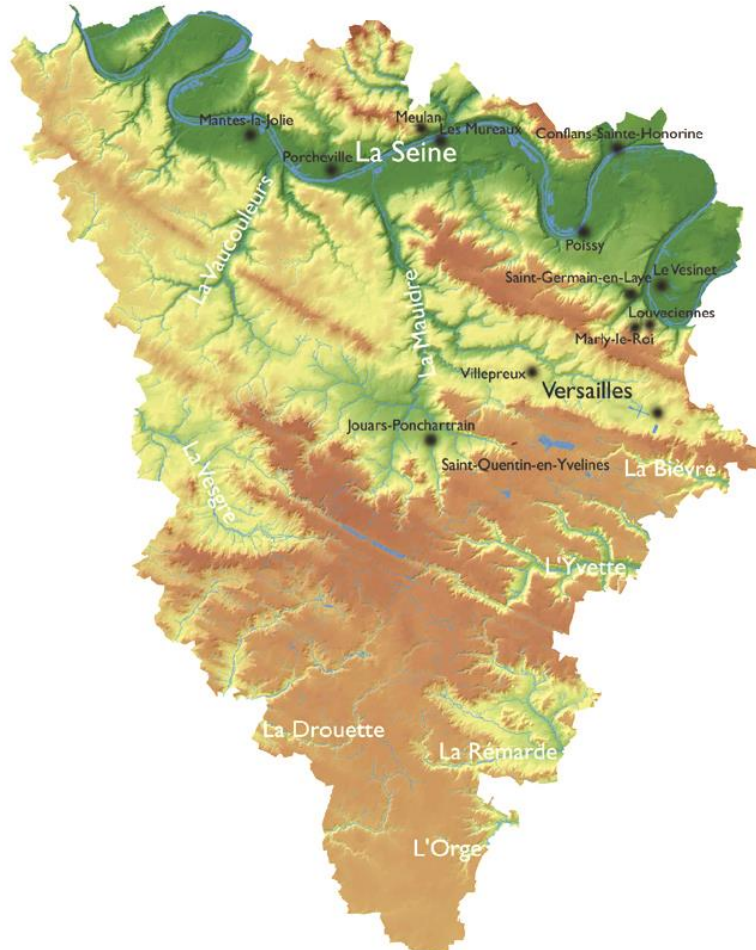 Mantes-la-Jolie
Meulan
Les Mureaux
Conflans-Sainte-Honorine
Porcheville
La Seine
La Vaucouleurs
Poissy
Saint-Germain-en-Laye
Le Vesinet
La Mauldre
Louveciennes
Marly-le-Roi
Villepreux
Versailles
Jouars-Ponchartrain
La Vesgre
Saint-Quentin-en-Yvelines
La Bièvre
L'Yvette
La Drouette
La Rémarde
L'Orge